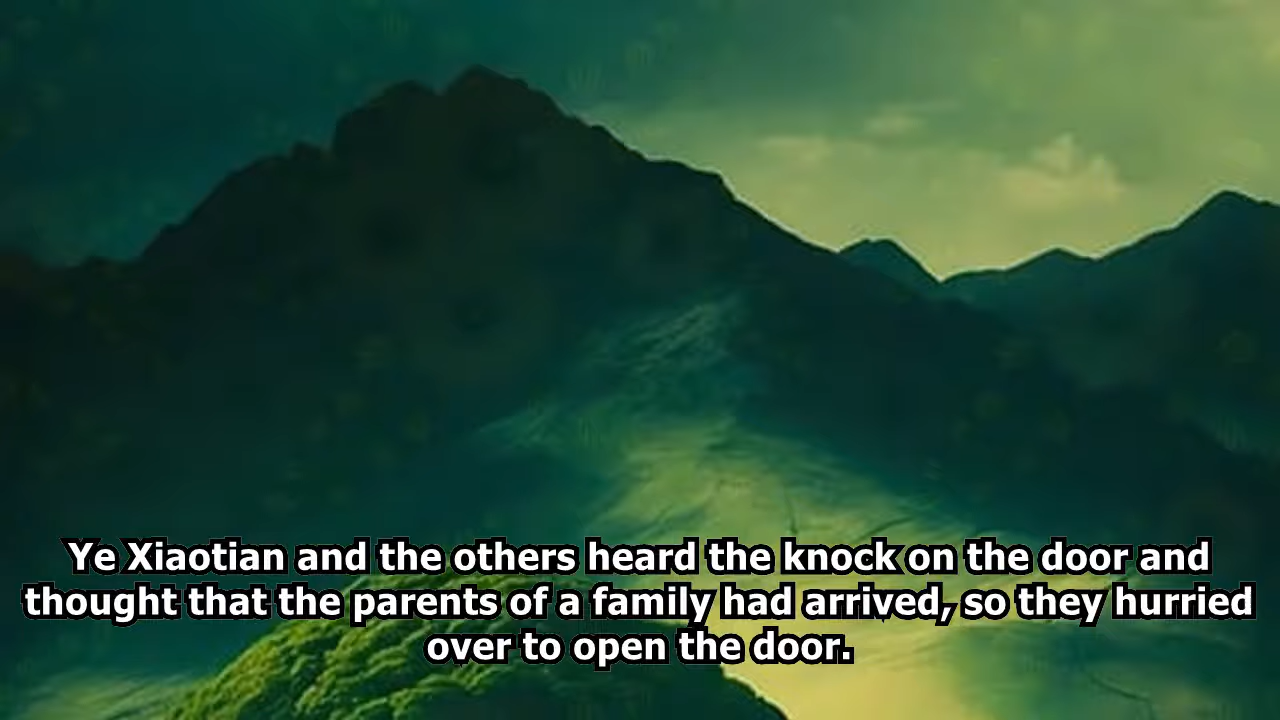 Ye Xiaotian and the others heard the knock on the door and
thought that the parents of a family had arrived, so they hurried
over to open the door.